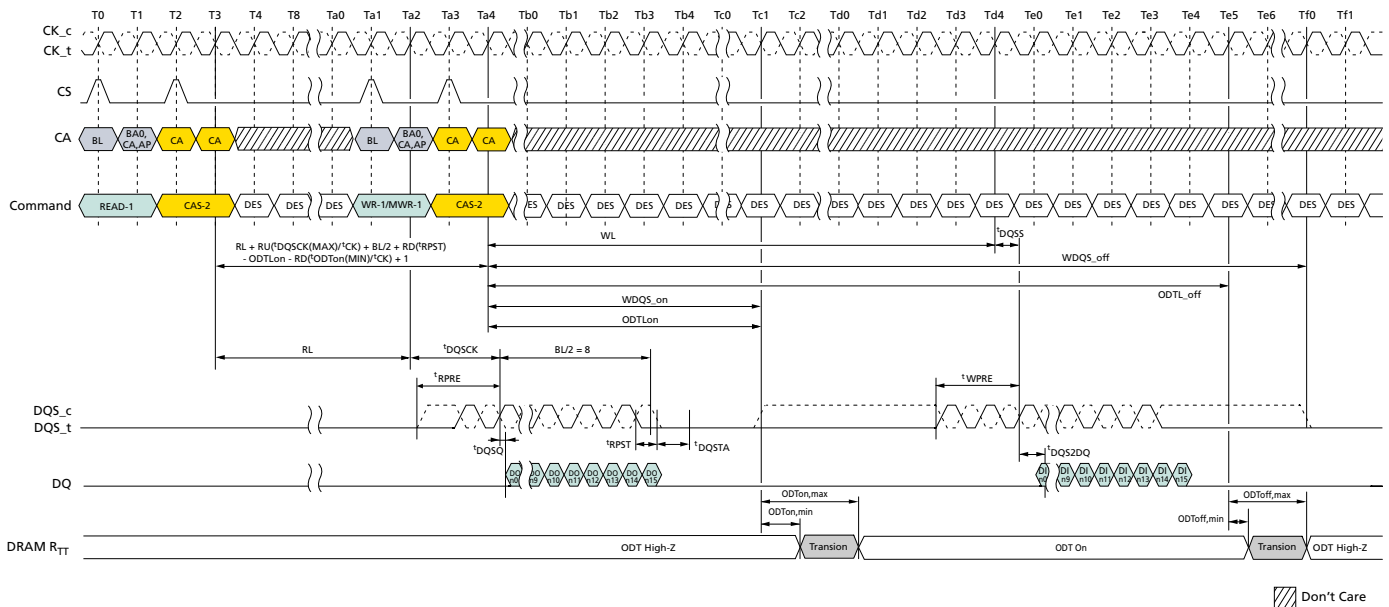 T0 T1 T2 T3 T4 T8 Ta0 Ta1 Ta2 Ta3 Ta4 Tb0 Tb1 Tb2 Tb3 Tb4 Tc0 Tc1 Tc2 Td0 Td1 Td2 Td3 Td4 Te0 Te1 Te2 Te3 Te4 Te5 Te6 Tf0 Tf1
CK_c
CK_t
CS
CA
BL
BA0, CA,AP
CA
CA
BL
BA0, CA,AP
CA
CA
Command
READ-1 CAS-2 DES DES DES WR-1/MWR-1 CAS-2 DES DES DES DES DES DES DES DES DES DES DES DES DES DES DES DES DES DES DES DES DES DES
WL
tDQSS
RL + RU(tDQSCK(MAX)/tCK) + BL/2 + RD(tRPST)
- ODTLon - RD(tODTon(MIN)/tCK) + 1
WDQS_off
ODTL_off
WDQS_on
ODTLon
RL
tDQSCK
BL/2 = 8
tRPRE
tWPRE
DQS_c
DQS_t
tDQSQ
tRPST
tDQSTA
tDQS2DQ
DQ
DO n0
DO n9
DO n10
DO n11
DO n12
DO n13
DO n14
DO n15
DI n0
DI n9
DI n10
DI n11
DI n12
DI n13
DI n14
DI n15
ODTon,max
ODTon,min
ODToff,max
ODToff,min
DRAM RTT
ODT High-Z
Transion
ODT On
Transion
ODT High-Z
Don't Care